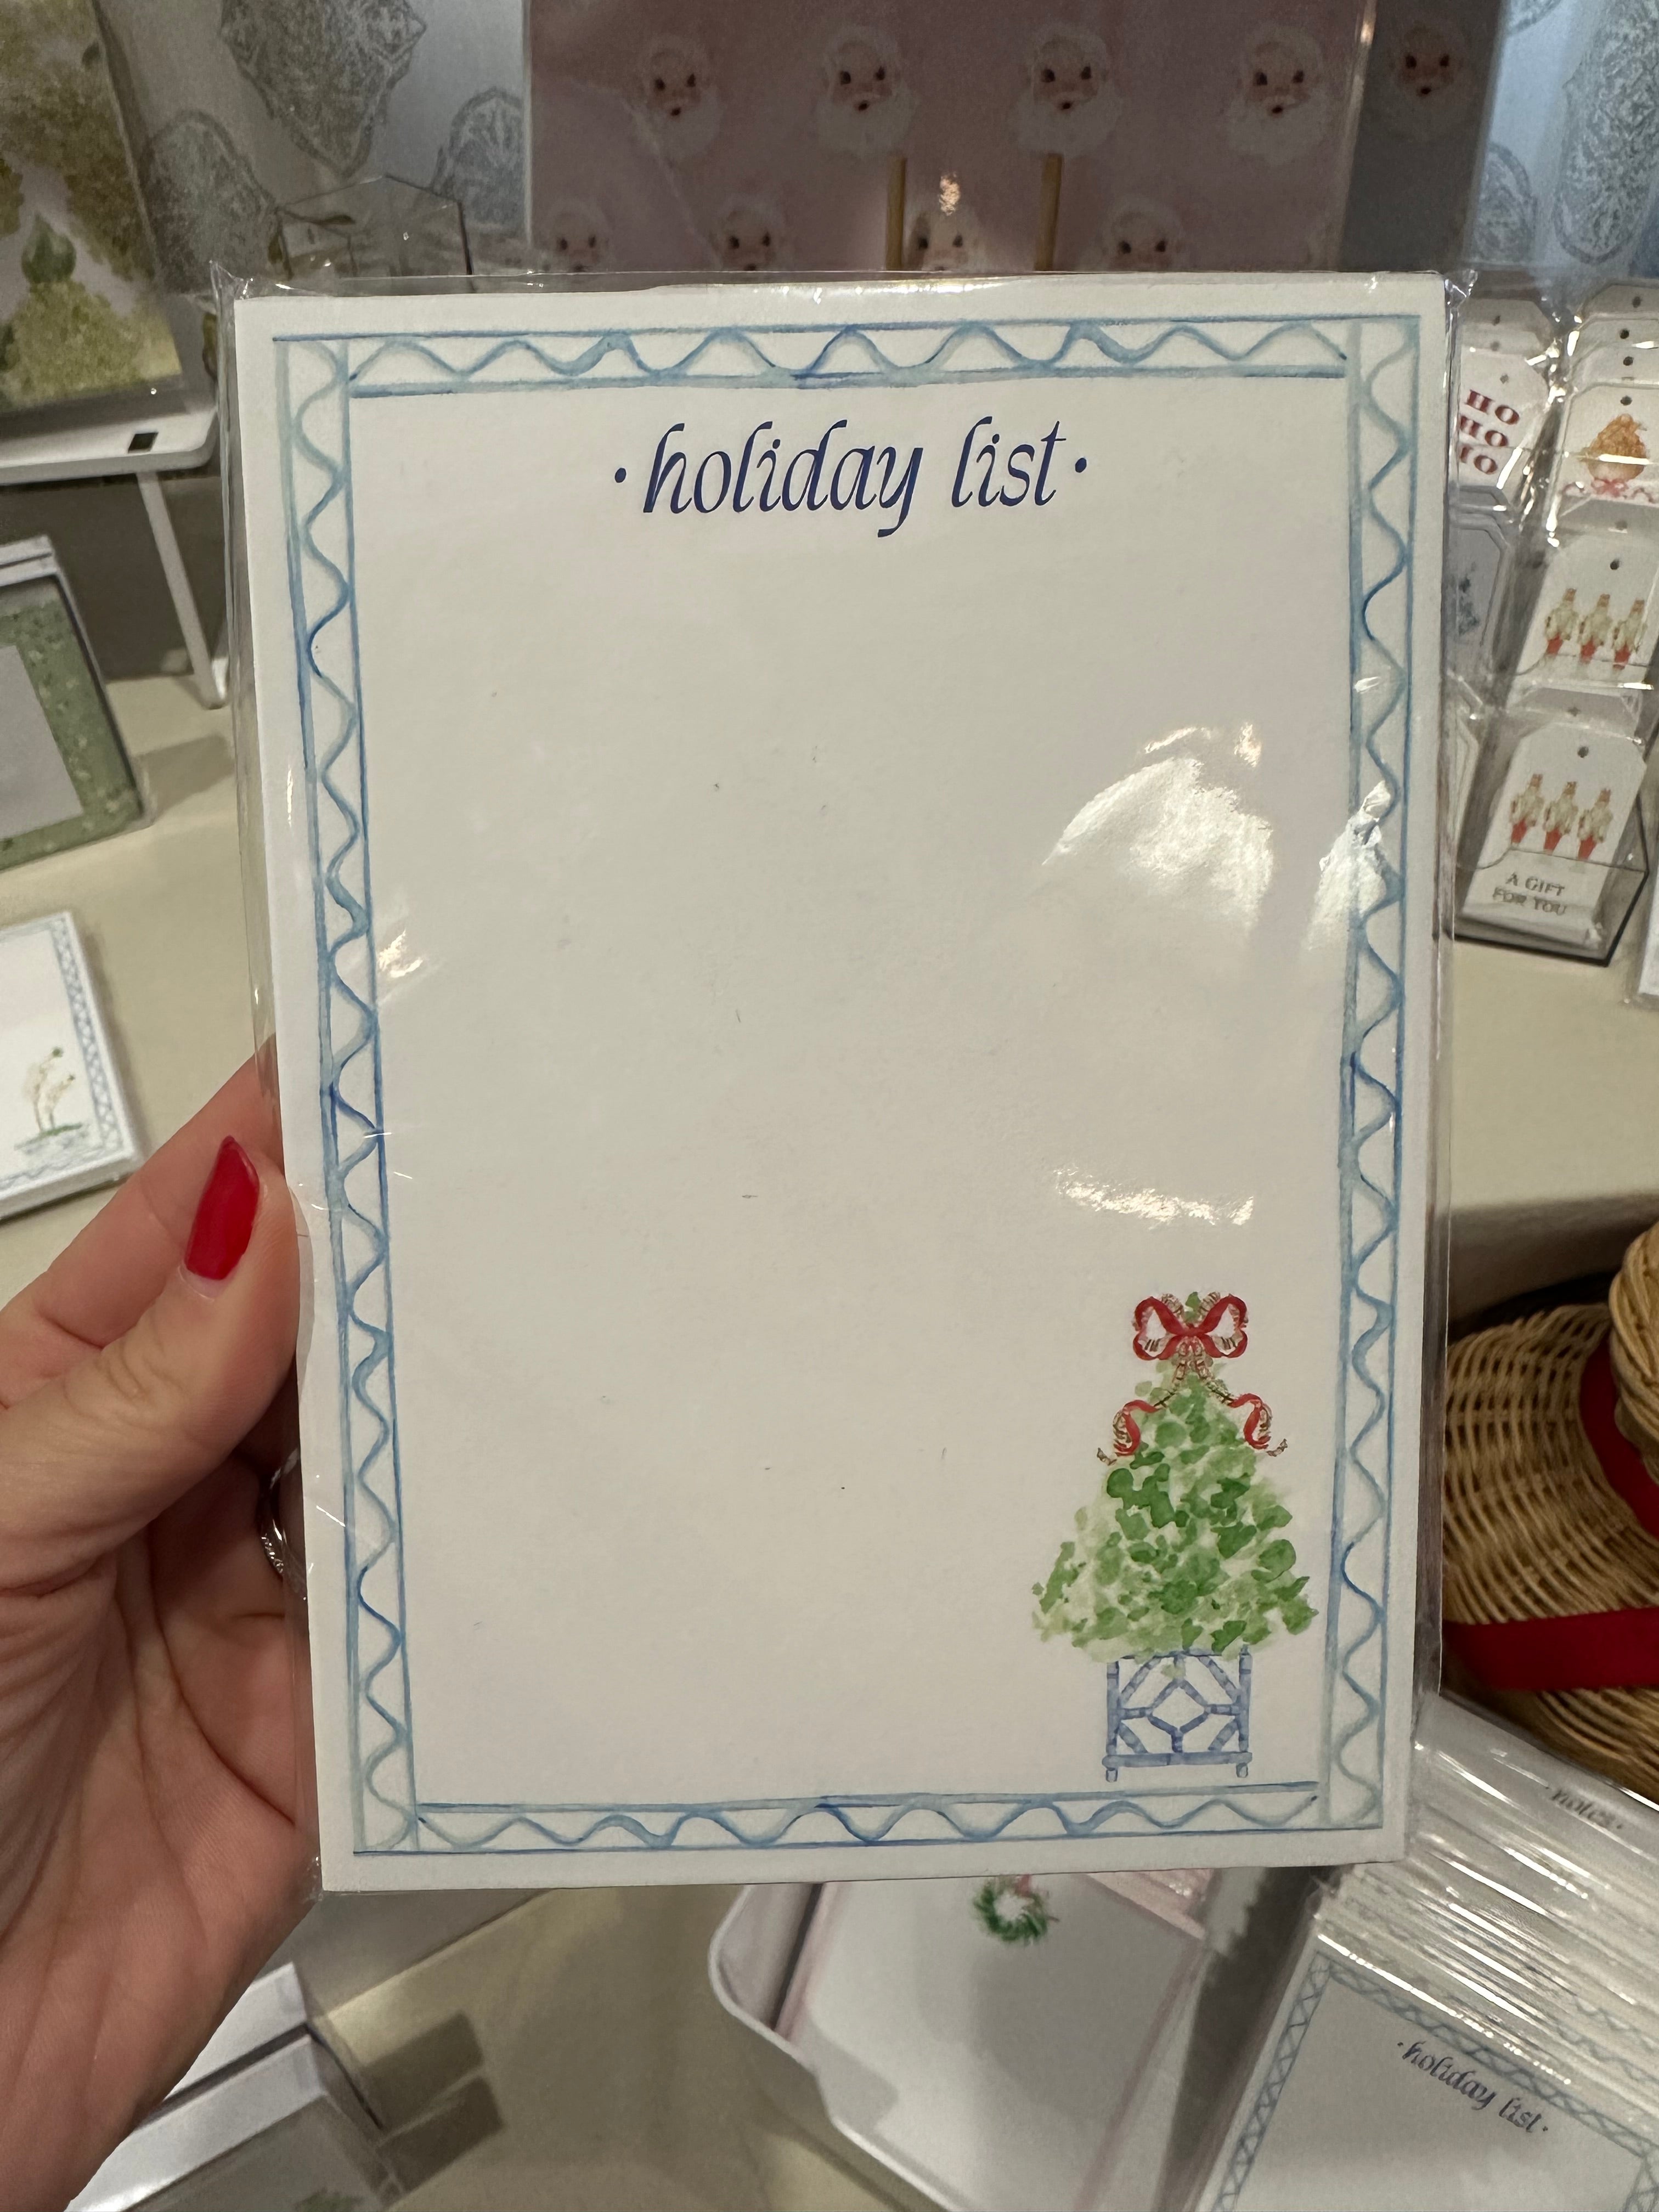 ·holiday list·
HO
HO
HO
A GIFT
FOR YOU
notes·
·holiday list·